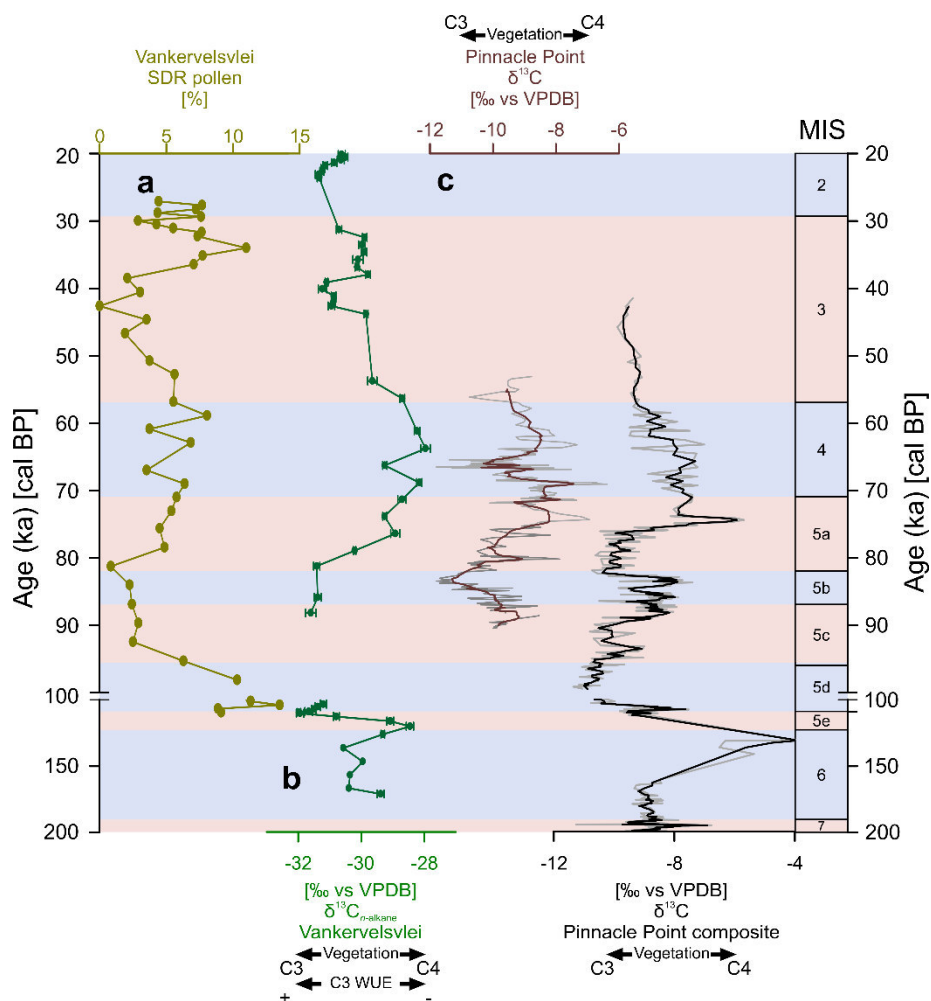 C3 C4
Vegetation
Vankervelsvlei
SDR pollen
[%]
Pinnacle Point
δ¹³C
[‰ vs VPDB]
0 5 10 15
-12 -10 -8 -6
MIS
a
b
c
Age (ka) [cal BP]
20
30
40
50
60
70
80
90
100
100
150
200
2
3
4
5a
5b
5c
5d
5e
6
7
20
30
40
50
60
70
80
90
100
100
150
200
Age (ka) [cal BP]
-32 -30 -28
[‰ vs VPDB]
δ¹³Cn-alkane
Vankervelsvlei
Vegetation
C3 C4
C3 WUE
+ -
-12 -8 -4
[‰ vs VPDB]
δ¹³C
Pinnacle Point composite
Vegetation
C3 C4